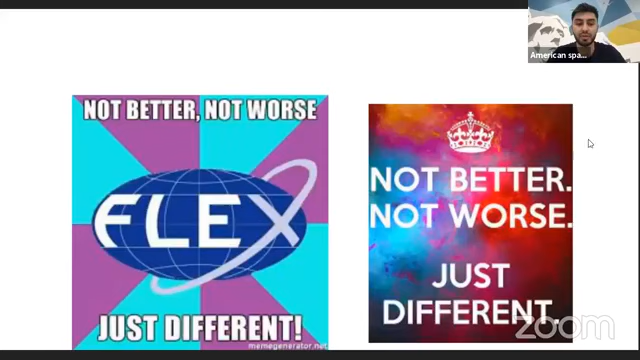 American spa...
NOT BETTER, NOT WORSE
FLEX
JUST DIFFERENT!
memegenerator.net
NOT BETTER.
NOT WORSE.
JUST
DIFFERENT.
zoom